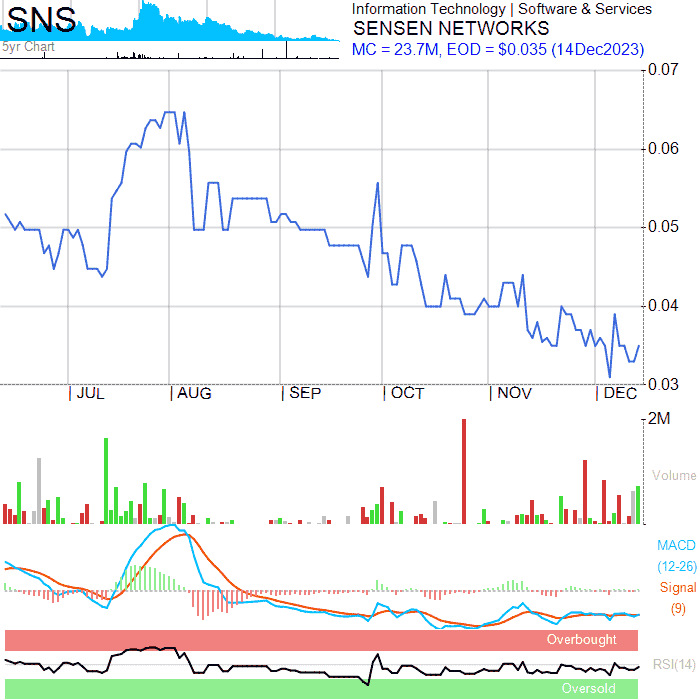 SNS
5yr Chart
Information Technology | Software & Services
SENSEN NETWORKS
MC = 23.7M, EOD = $0.035 (14Dec2023)
0.07
0.06
0.05
0.04
0.03
JUL AUG SEP OCT NOV DEC
2M
Volume
MACD
(12-26)
Signal
(9)
Overbought
RSI(14)
Oversold